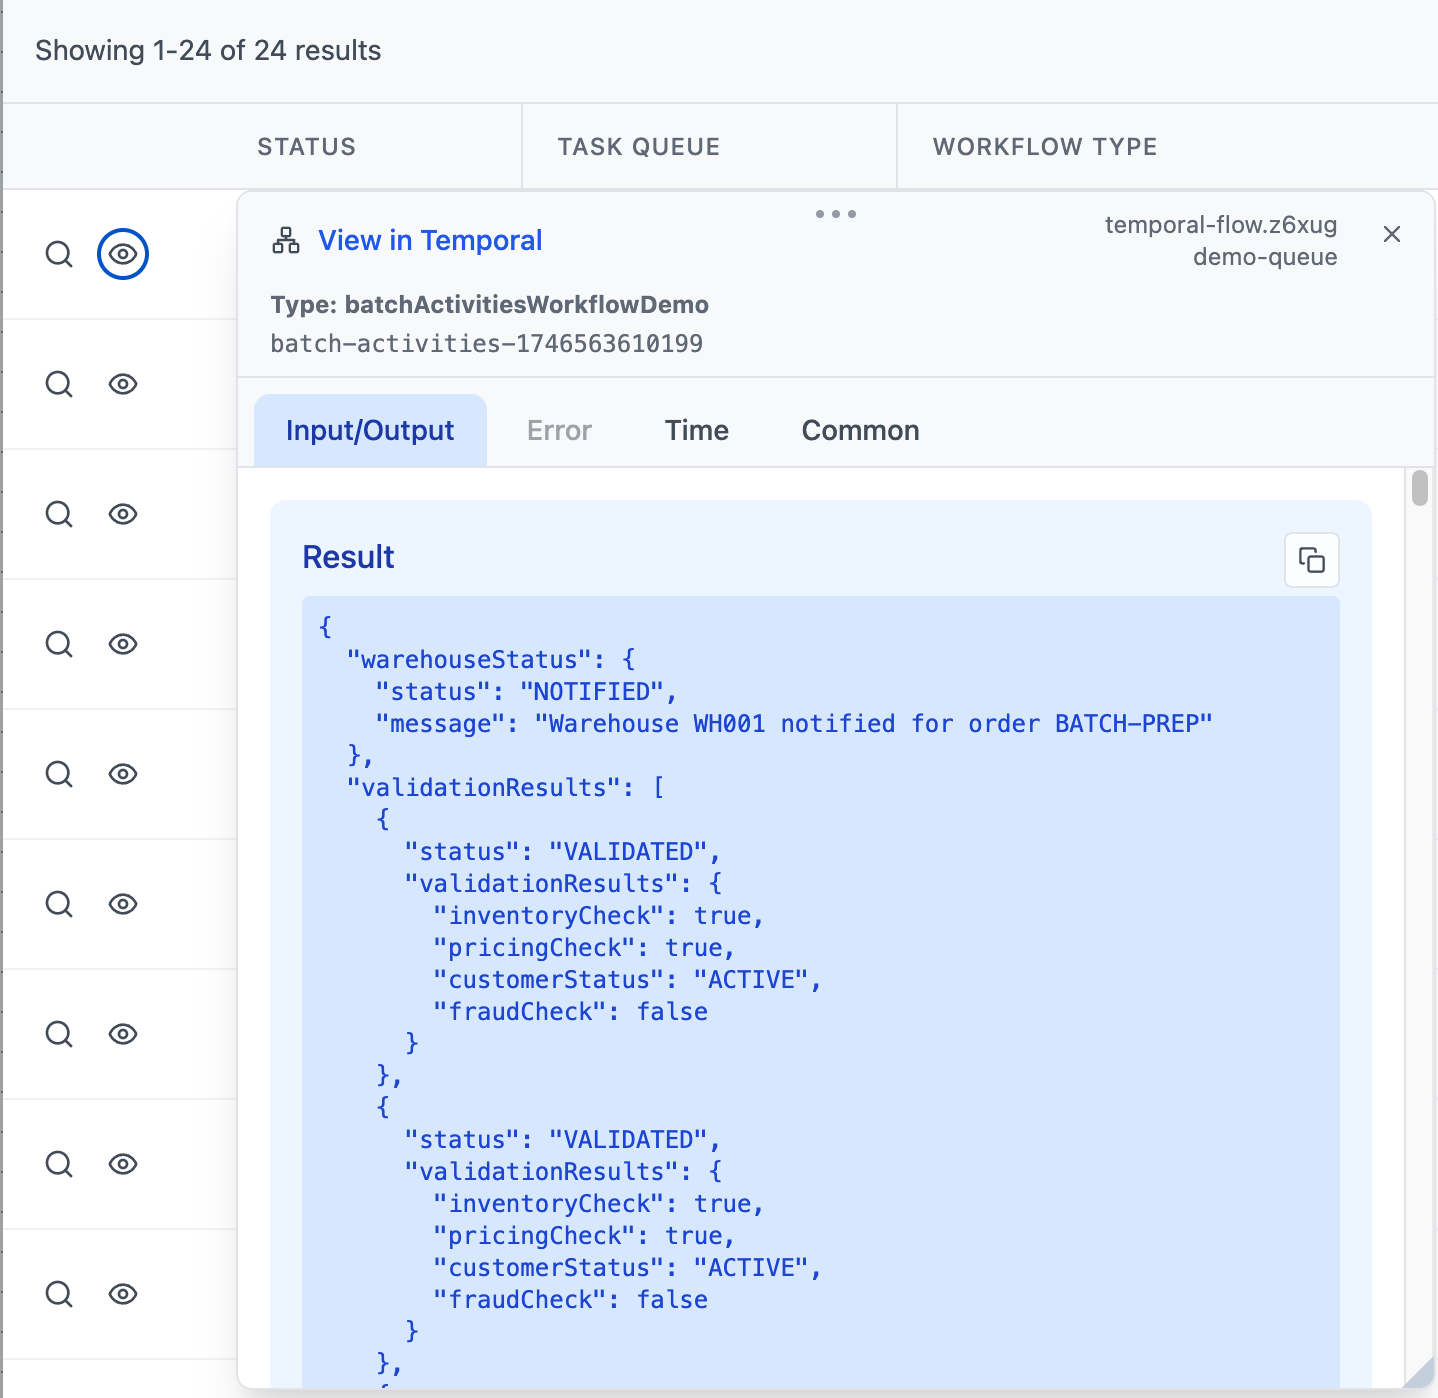 Showing 1-24 of 24 results
STATUS
TASK QUEUE
WORKFLOW TYPE
View in Temporal
temporal-flow.z6xug
demo-queue
Type: batchActivitiesWorkflowDemo
batch-activities-1746563610199
Input/Output
Error
Time
Common
Result
{
  "warehouseStatus": {
    "status": "NOTIFIED",
    "message": "Warehouse WH001 notified for order BATCH-PREP"
  },
  "validationResults": [
    {
      "status": "VALIDATED",
      "validationResults": {
        "inventoryCheck": true,
        "pricingCheck": true,
        "customerStatus": "ACTIVE",
        "fraudCheck": false
      }
    },
    {
      "status": "VALIDATED",
      "validationResults": {
        "inventoryCheck": true,
        "pricingCheck": true,
        "customerStatus": "ACTIVE",
        "fraudCheck": false
      }
    },